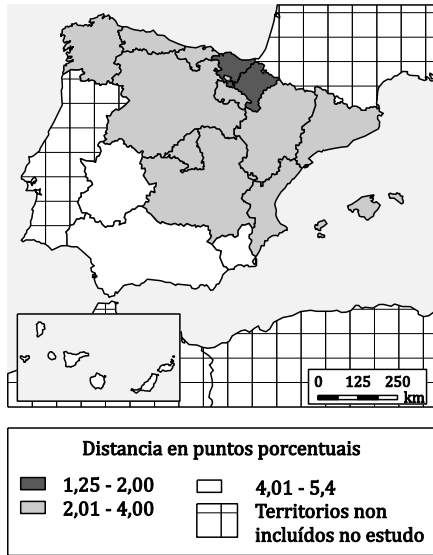 0 125 250
km
Distancia en puntos porcentuais
1,25 - 2,00
4,01 - 5,4
2,01 - 4,00
Territorios non
incluídos no estudo